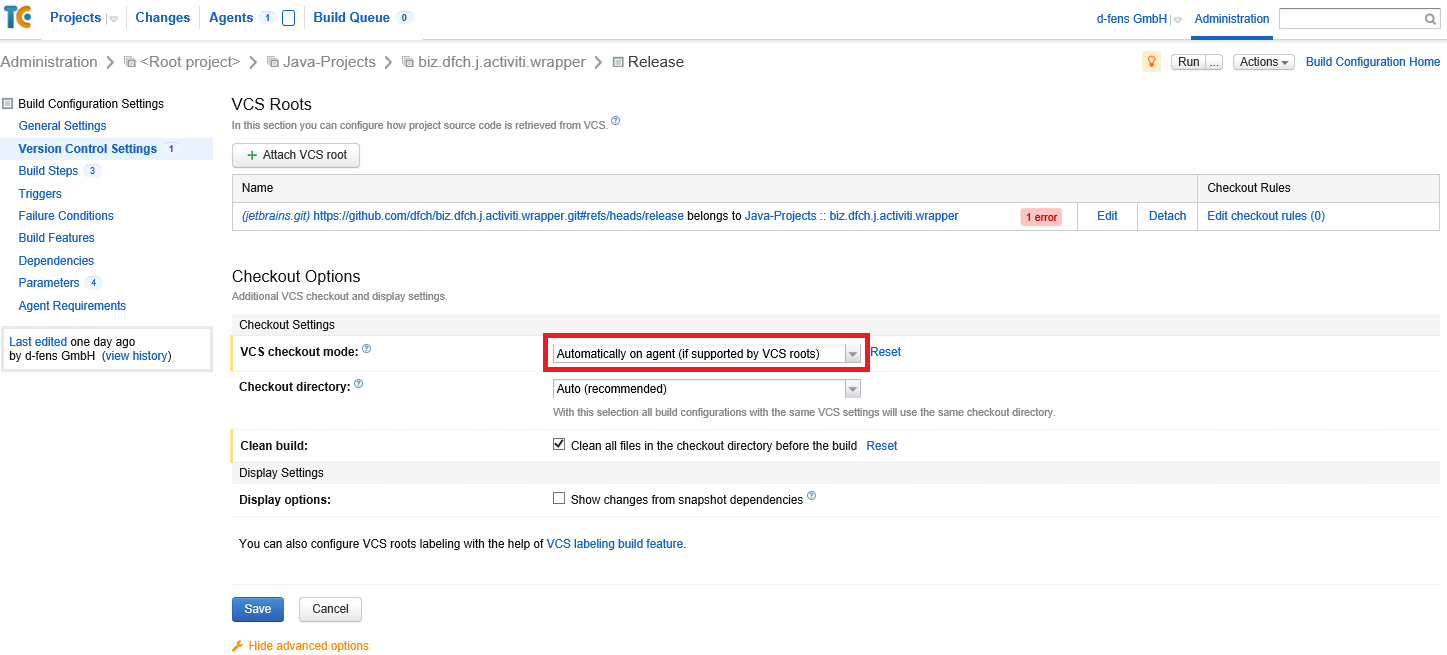 TC Projects Changes Agents 1 Build Queue 0 d-fens GmbH Administration
Administration <Root project> Java-Projects biz.dfch.j.activiti.wrapper Release Run ... Actions Build Configuration Home
Build Configuration Settings
General Settings
Version Control Settings 1
Build Steps 3
Triggers
Failure Conditions
Build Features
Dependencies
Parameters 4
Agent Requirements
Last edited one day ago
by d-fens GmbH (view history)
VCS Roots
In this section you can configure how project source code is retrieved from VCS. ?
+ Attach VCS root
Name Checkout Rules
(jetbrains.git) https://github.com/dfch/biz.dfch.j.activiti.wrapper.git#refs/heads/release belongs to Java-Projects :: biz.dfch.j.activiti.wrapper 1 error Edit Detach Edit checkout rules (0)
Checkout Options
Additional VCS checkout and display settings.
Checkout Settings
VCS checkout mode: ? Automatically on agent (if supported by VCS roots) Reset
Checkout directory: ? Auto (recommended)
With this selection all build configurations with the same VCS settings will use the same checkout directory.
Clean build: Clean all files in the checkout directory before the build Reset
Display Settings
Display options: Show changes from snapshot dependencies ?
You can also configure VCS roots labeling with the help of VCS labeling build feature.
Save Cancel
Hide advanced options